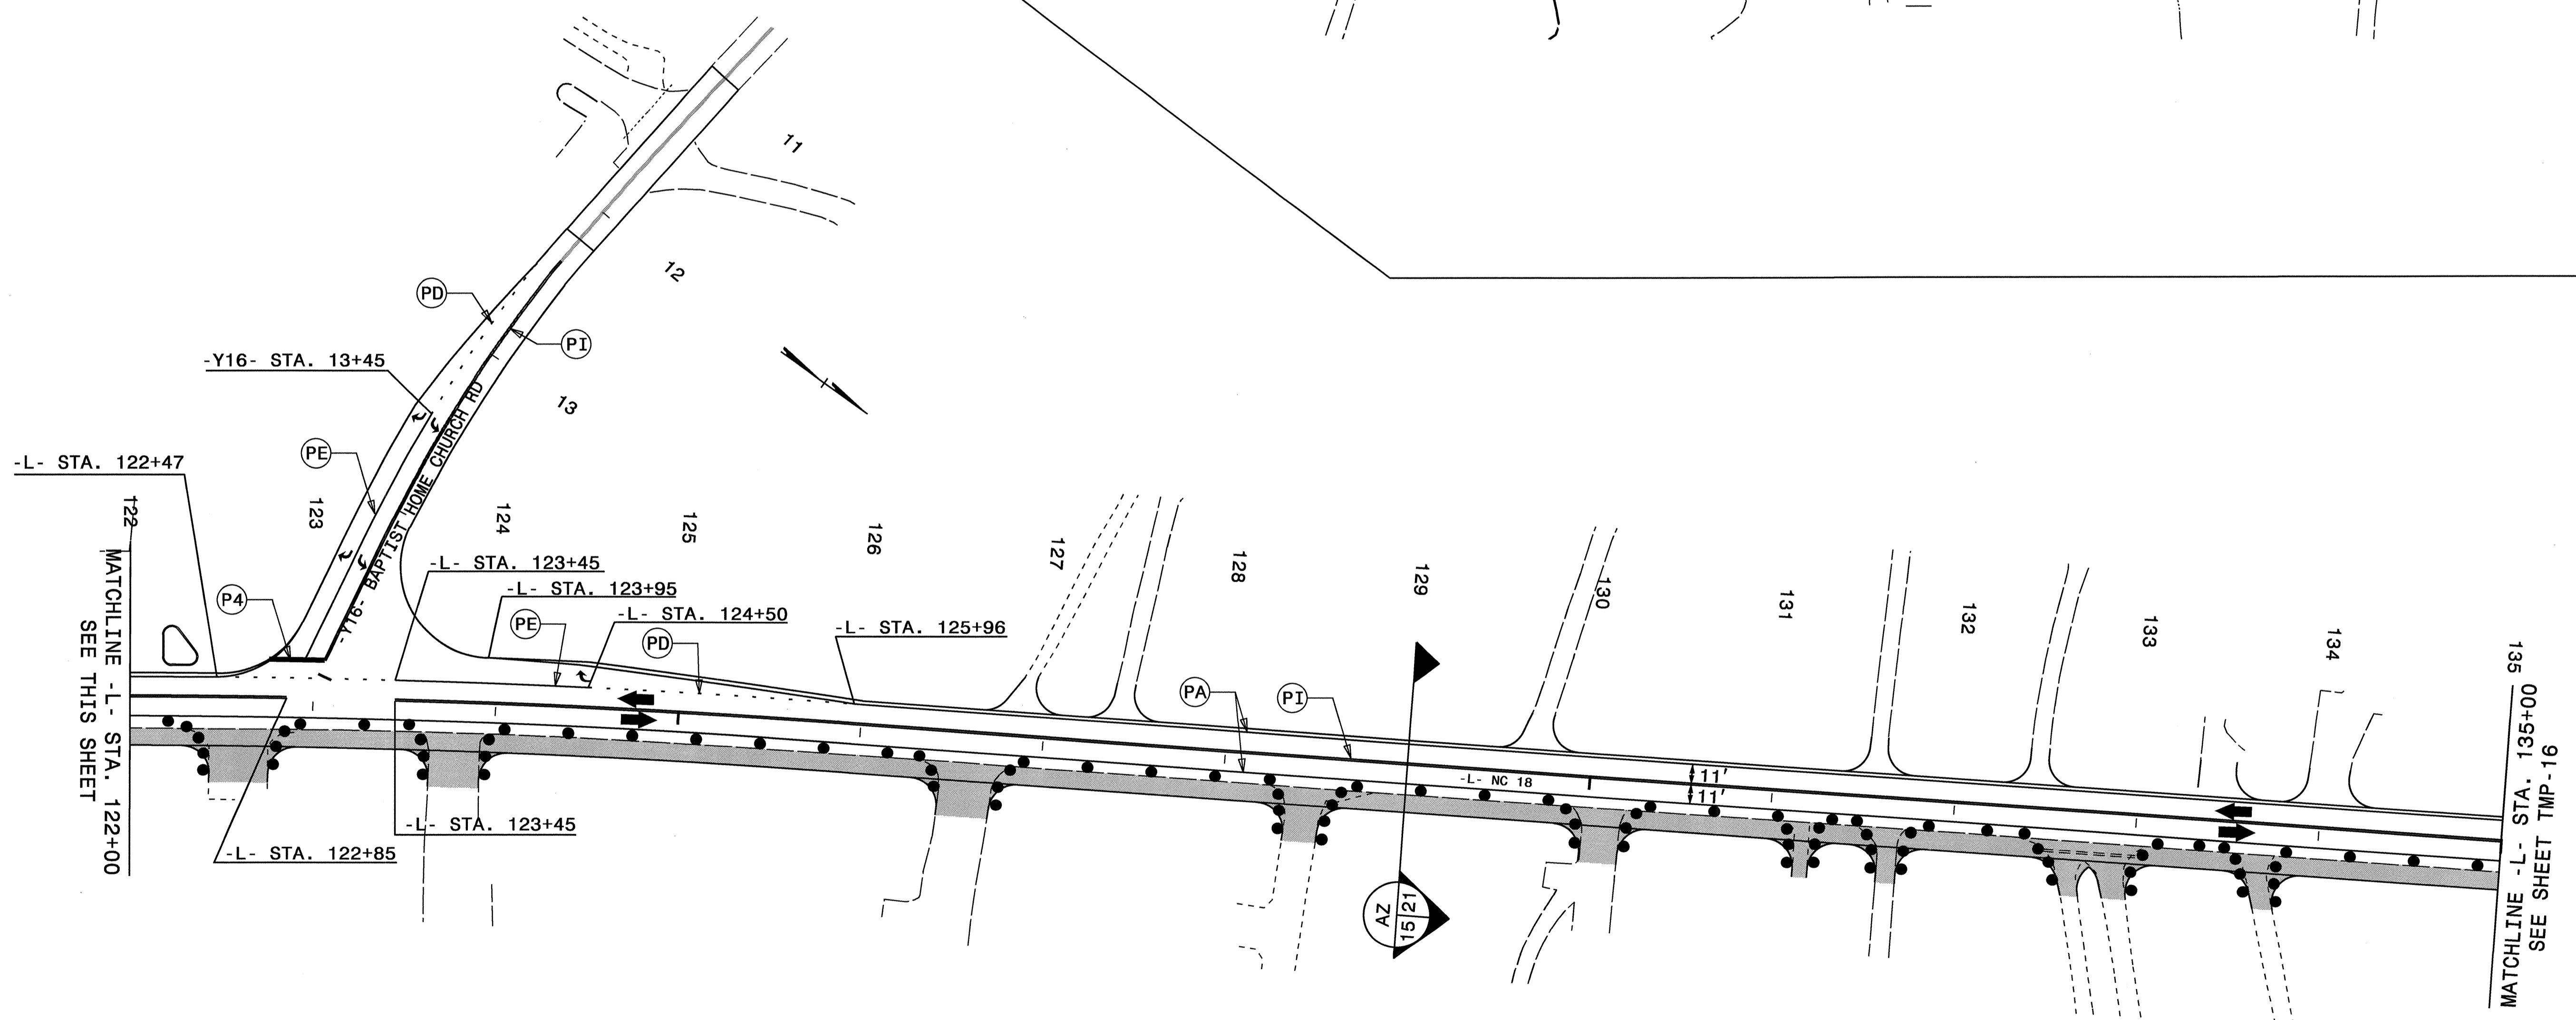 11
12
PD
PI
-Y16- STA. 13+45
13
-Y16- BAPTIST HOME CHURCH RD
PE
-L- STA. 122+47
122
123
124
125
126
127
128
129
130
131
132
133
134
135
MATCHLINE -L- STA. 122+00
SEE THIS SHEET
P4
-L- STA. 123+45
-L- STA. 123+95
-L- STA. 124+50
PE
PD
-L- STA. 125+96
PA
PI
-L- NC 18
11'
11'
-L- STA. 123+45
-L- STA. 122+85
AZ
15 21
MATCHLINE -L- STA. 135+00
SEE SHEET TMP-16